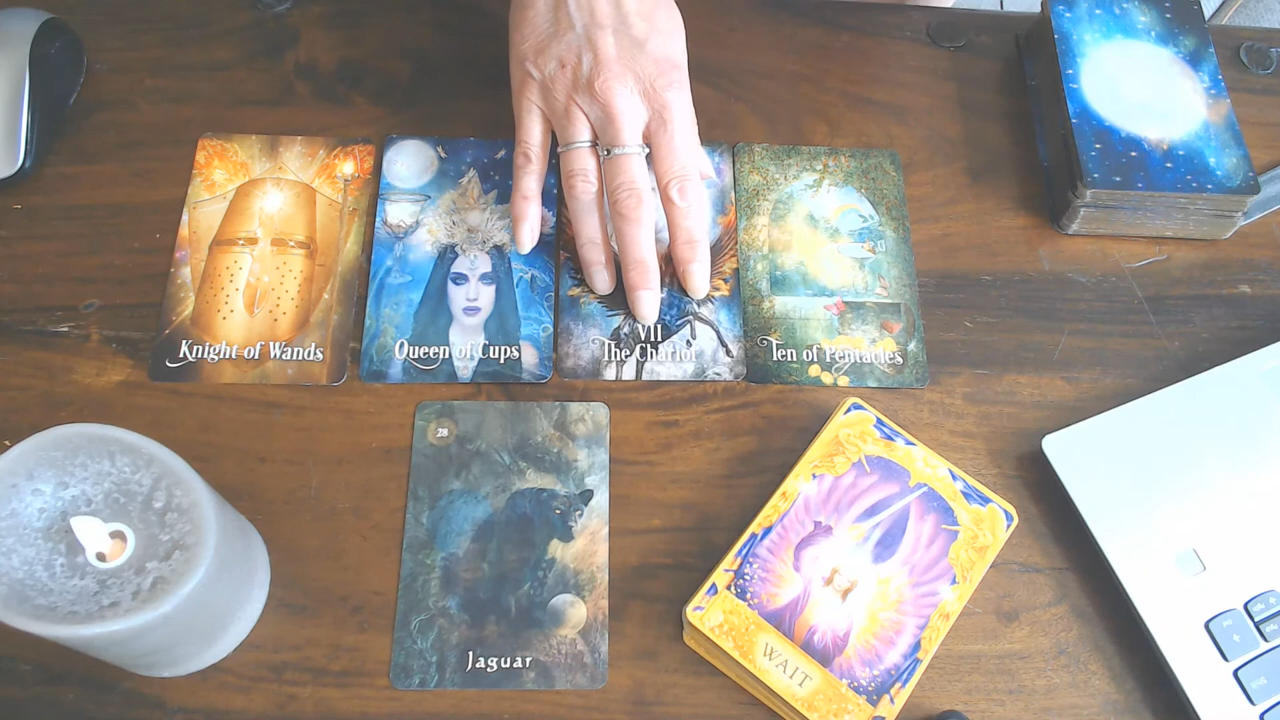 Knight of Wands
Queen of Cups
VII
The Chariot
Ten of Pentacles
28
Jaguar
WAIT